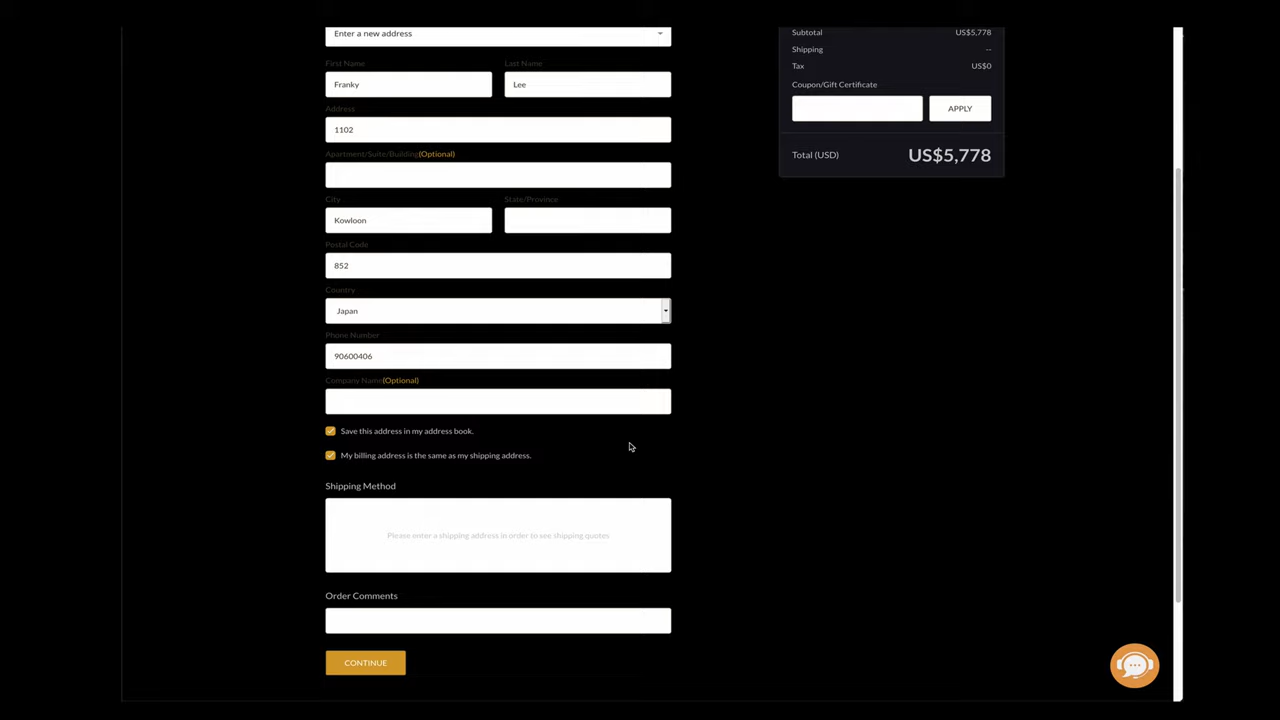 Enter a new address
First Name
Last Name
Franky
Lee
Address
1102
Apartment/Suite/Building(Optional)
City
State/Province
Kowloon
Postal Code
852
Country
Japan
Phone Number
90600406
Company Name(Optional)
Save this address in my address book.
My billing address is the same as my shipping address.
Shipping Method
Please enter a shipping address in order to see shipping quotes
Order Comments
CONTINUE
Subtotal US$5,778
Shipping --
Tax US$0
Coupon/Gift Certificate
APPLY
Total (USD) US$5,778